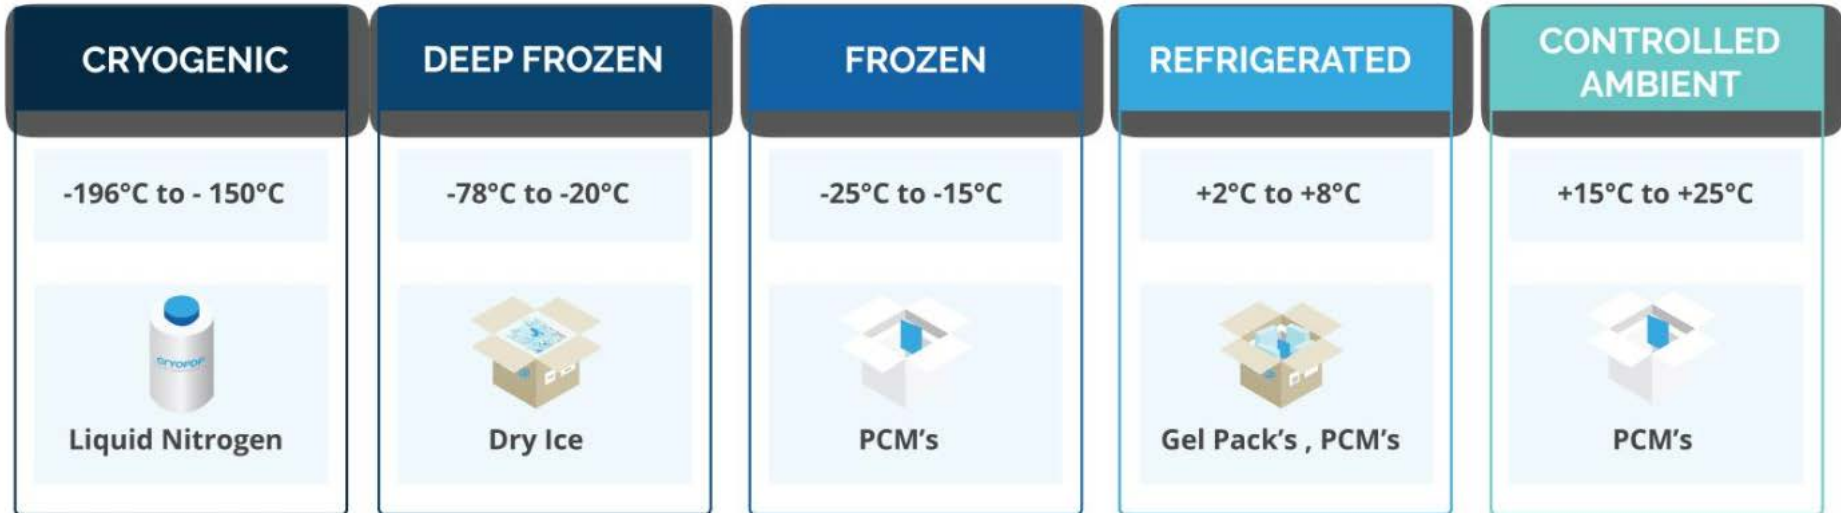 CRYOGENIC
DEEP FROZEN
FROZEN
REFRIGERATED
CONTROLLED
AMBIENT
-196°C to - 150°C
-78°C to -20°C
-25°C to -15°C
+2°C to +8°C
+15°C to +25°C
CRYOPDP
Liquid Nitrogen
Dry Ice
PCM's
Gel Pack's , PCM's
PCM's